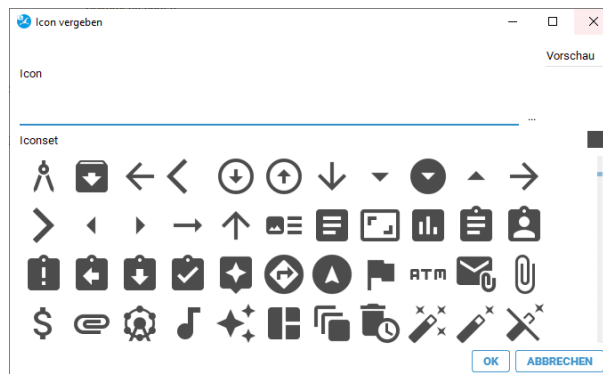 Icon vergeben
Vorschau
Icon
...
Iconset
ATM
OK
ABBRECHEN